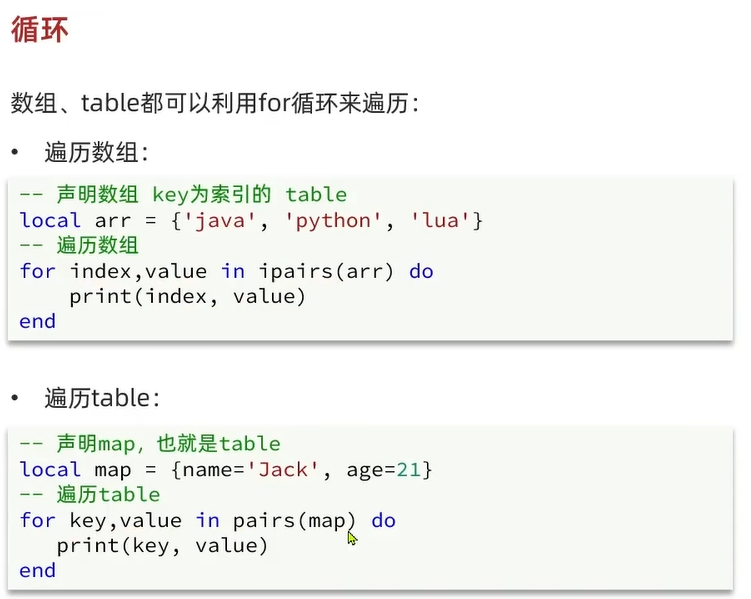 循环
数组、table都可以利用for循环来遍历：
• 遍历数组：
-- 声明数组 key为索引的 table
local arr = {'java', 'python', 'lua'}
-- 遍历数组
for index,value in ipairs(arr) do
    print(index, value)
end
• 遍历table：
-- 声明map，也就是table
local map = {name='Jack', age=21}
-- 遍历table
for key,value in pairs(map) do
   print(key, value)
end